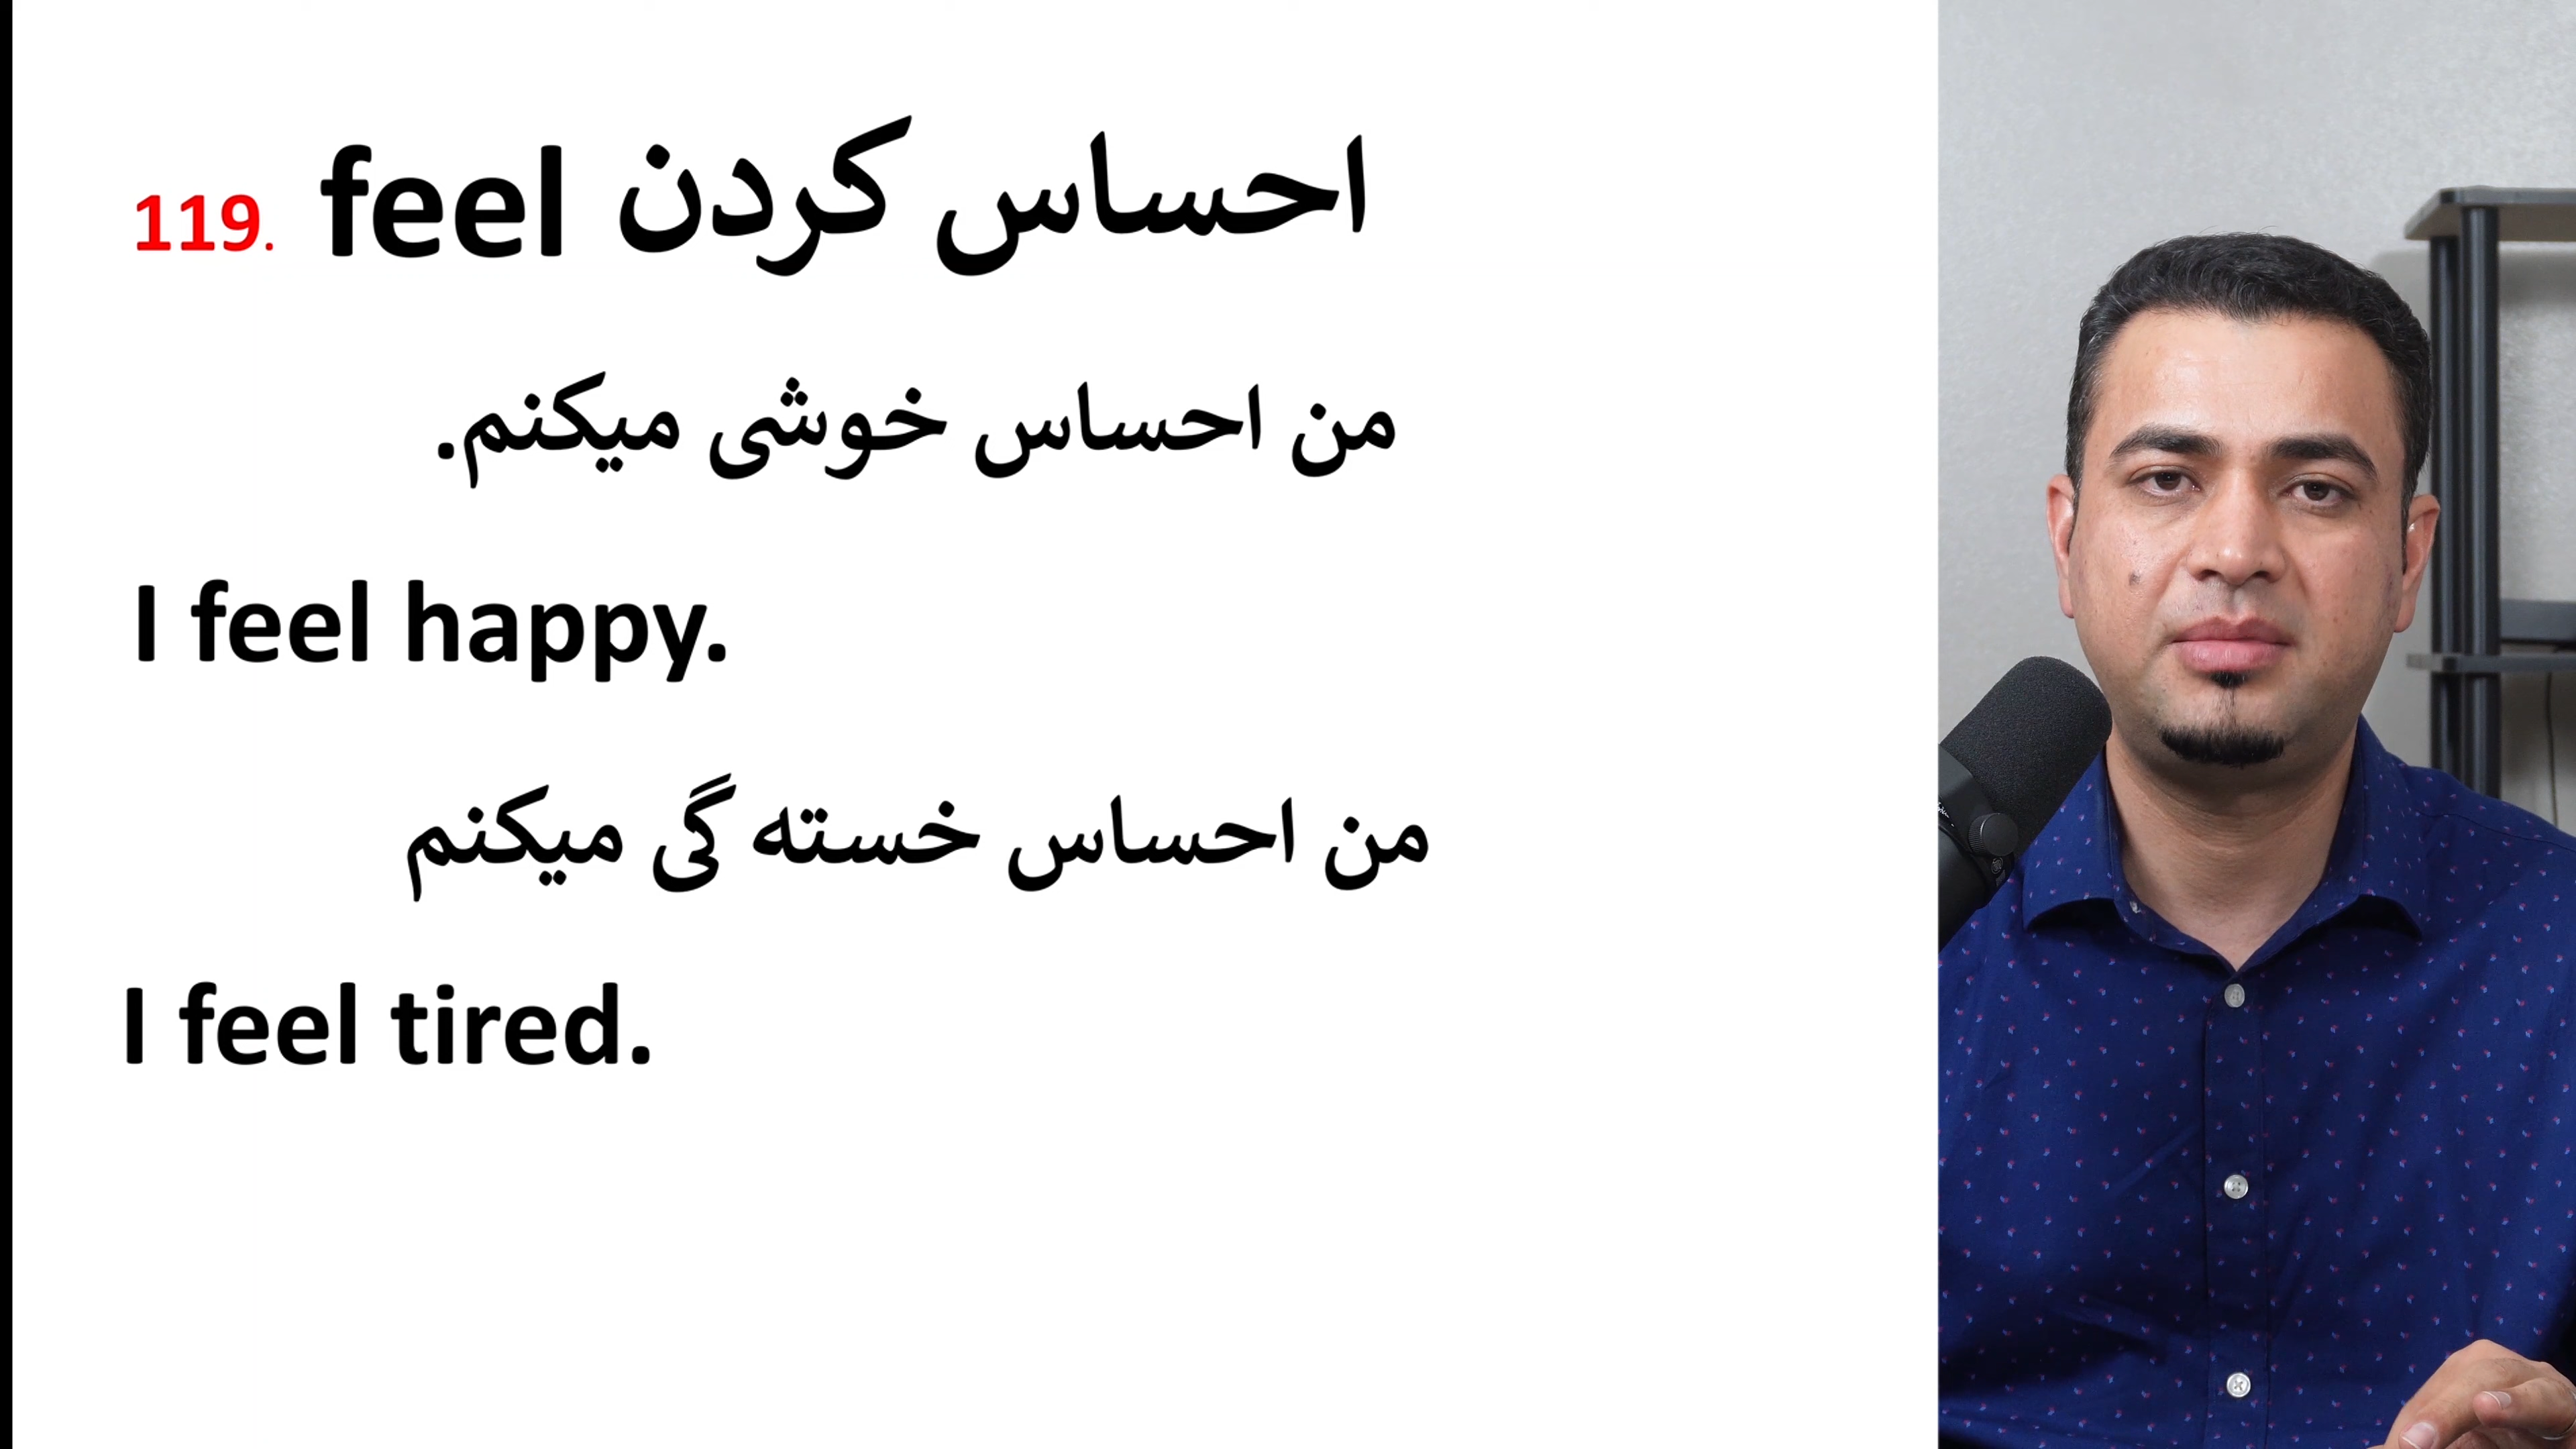 119. feel احساس کردن
من احساس خوشی میکنم.
I feel happy.
من احساس خسته گی میکنم
I feel tired.